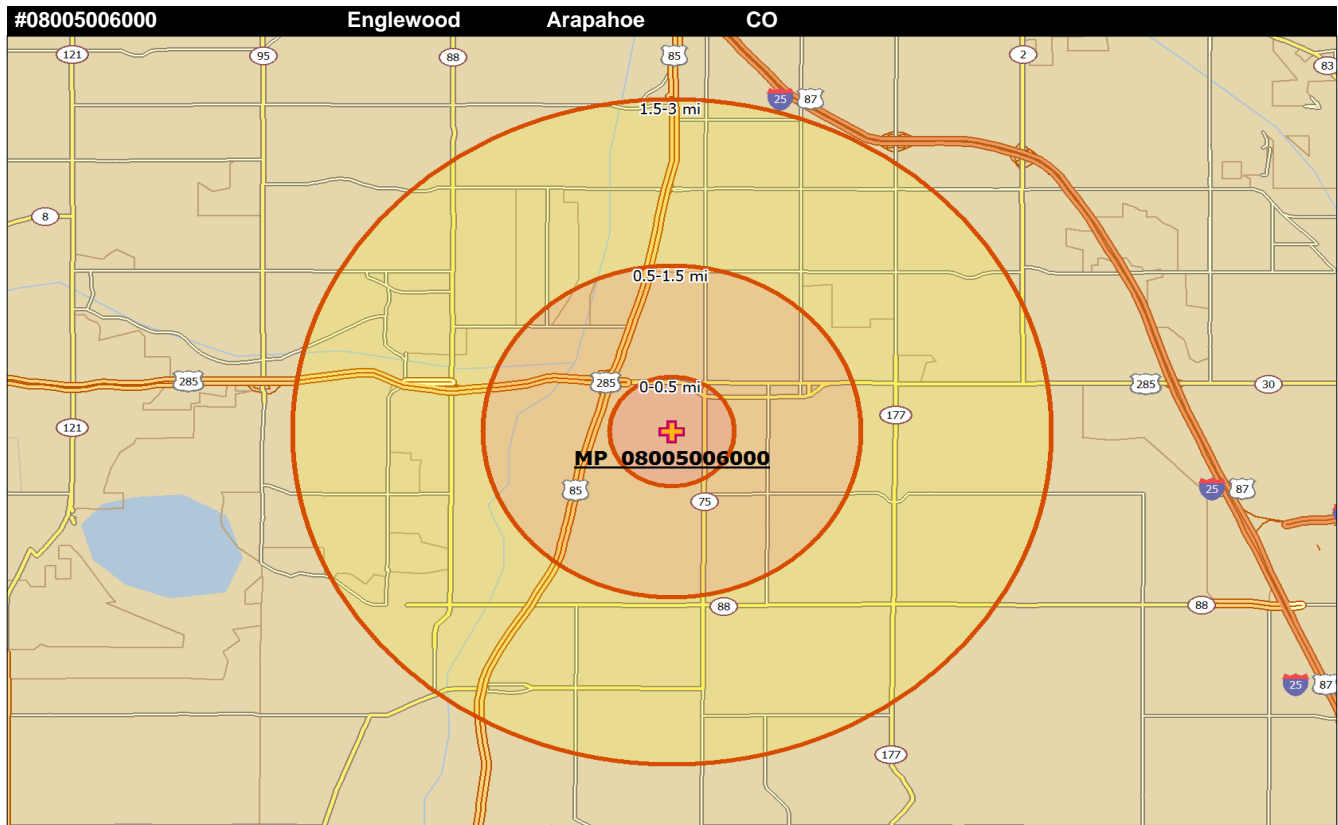 #08005006000 Englewood Arapahoe CO
121 95 88 85 2 83
25 87
1.5-3 mi
8
0.5-1.5 mi
285 285 0-0.5 mi 285 30
121 177
MP 08005006000
85 75 25 87
88 88
25 87
177